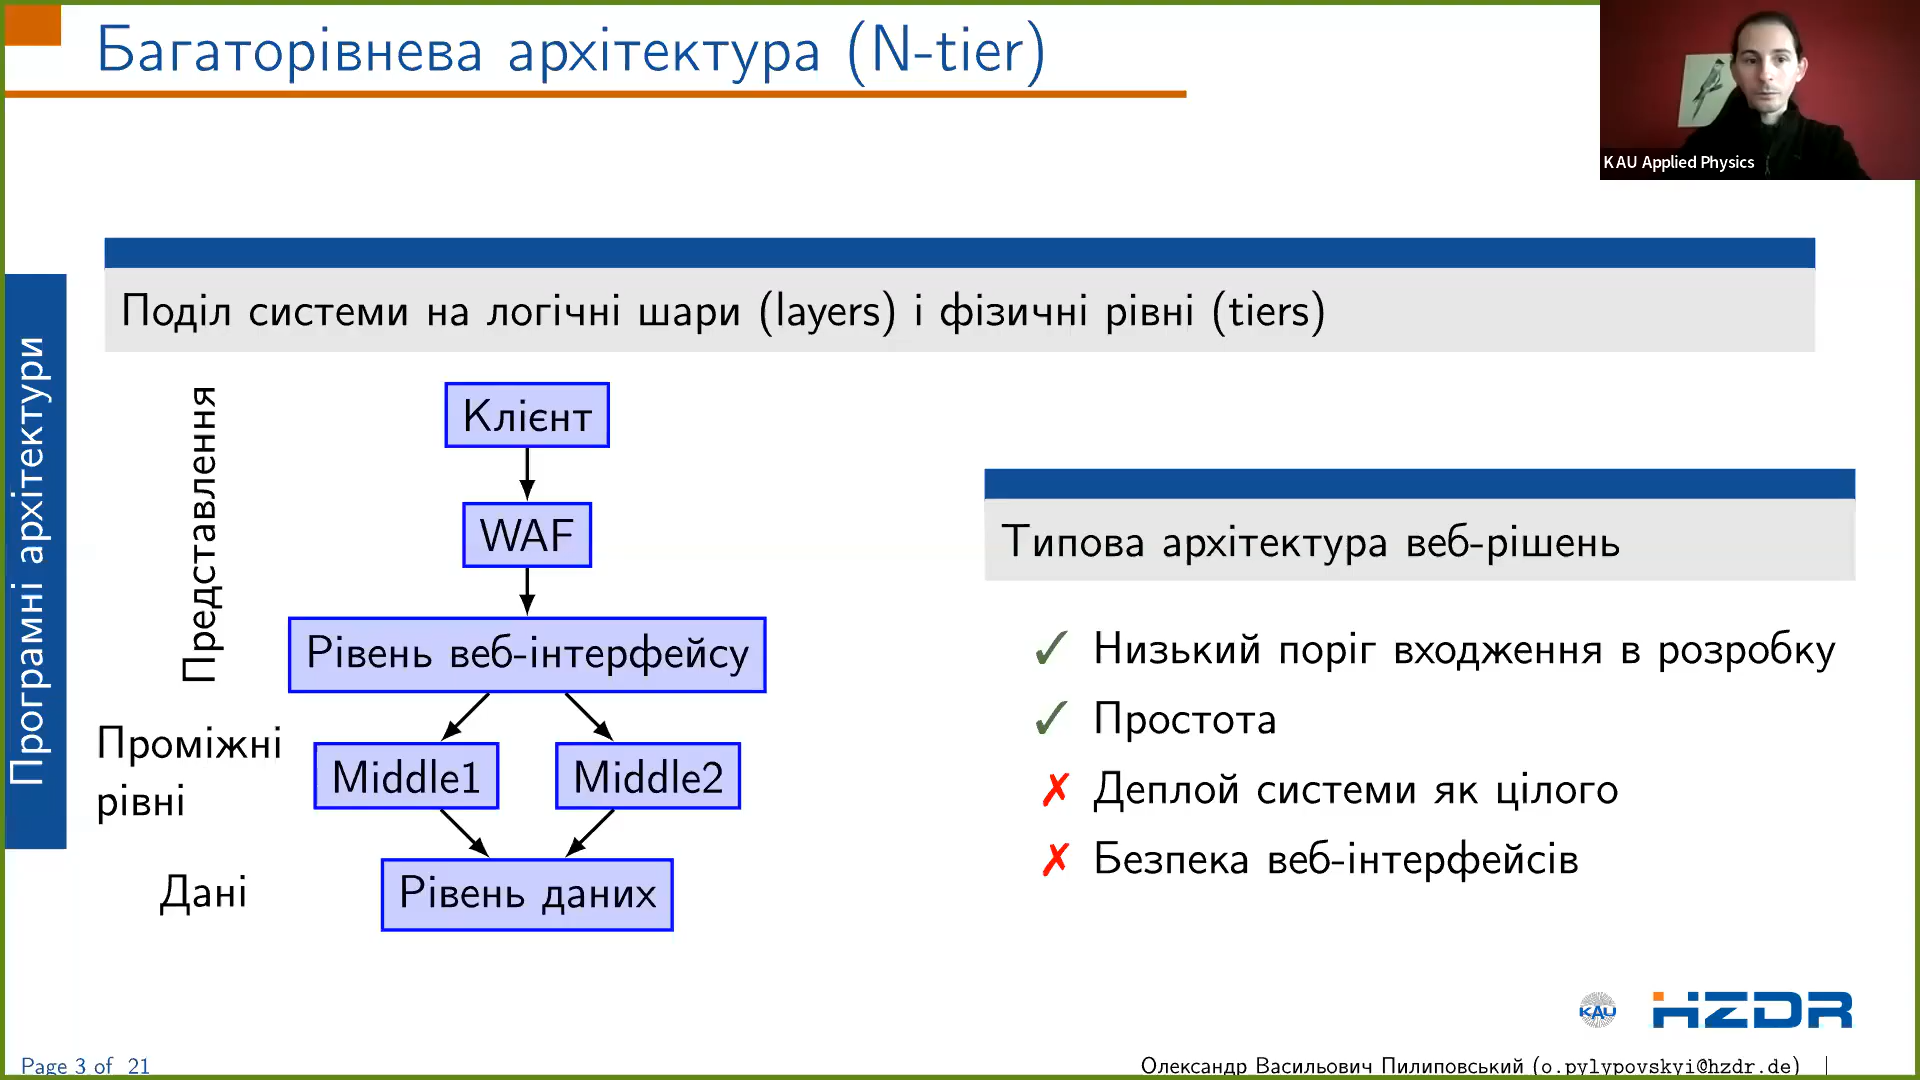 Багаторівнева архітектура (N-tier)
KAU Applied Physics
Програмні архітектури
Поділ системи на логічні шари (layers) і фізичні рівні (tiers)
Представлення
Клієнт
WAF
Рівень веб-інтерфейсу
Проміжні
рівні
Middle1
Middle2
Дані
Рівень даних
Типова архітектура веб-рішень
✓ Низький поріг входження в розробку
✓ Простота
✗ Деплой системи як цілого
✗ Безпека веб-інтерфейсів
KAU
HZDR
Page 3 of 21
Олександр Васильович Пилиповський (o.pylypovskyi@hzdr.de) |